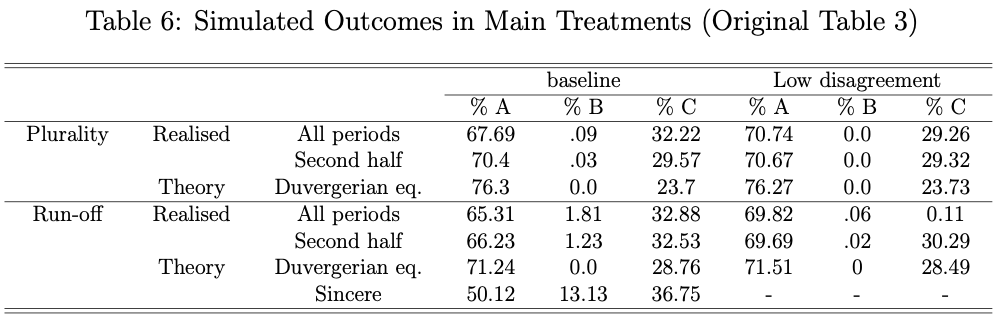 Table 6: Simulated Outcomes in Main Treatments (Original Table 3)
baseline Low disagreement
% A % B % C % A % B % C
Plurality Realised All periods 67.69 .09 32.22 70.74 0.0 29.26
Second half 70.4 .03 29.57 70.67 0.0 29.32
Theory Duvergerian eq. 76.3 0.0 23.7 76.27 0.0 23.73
Run-off Realised All periods 65.31 1.81 32.88 69.82 .06 0.11
Second half 66.23 1.23 32.53 69.69 .02 30.29
Theory Duvergerian eq. 71.24 0.0 28.76 71.51 0 28.49
Sincere 50.12 13.13 36.75 - - -